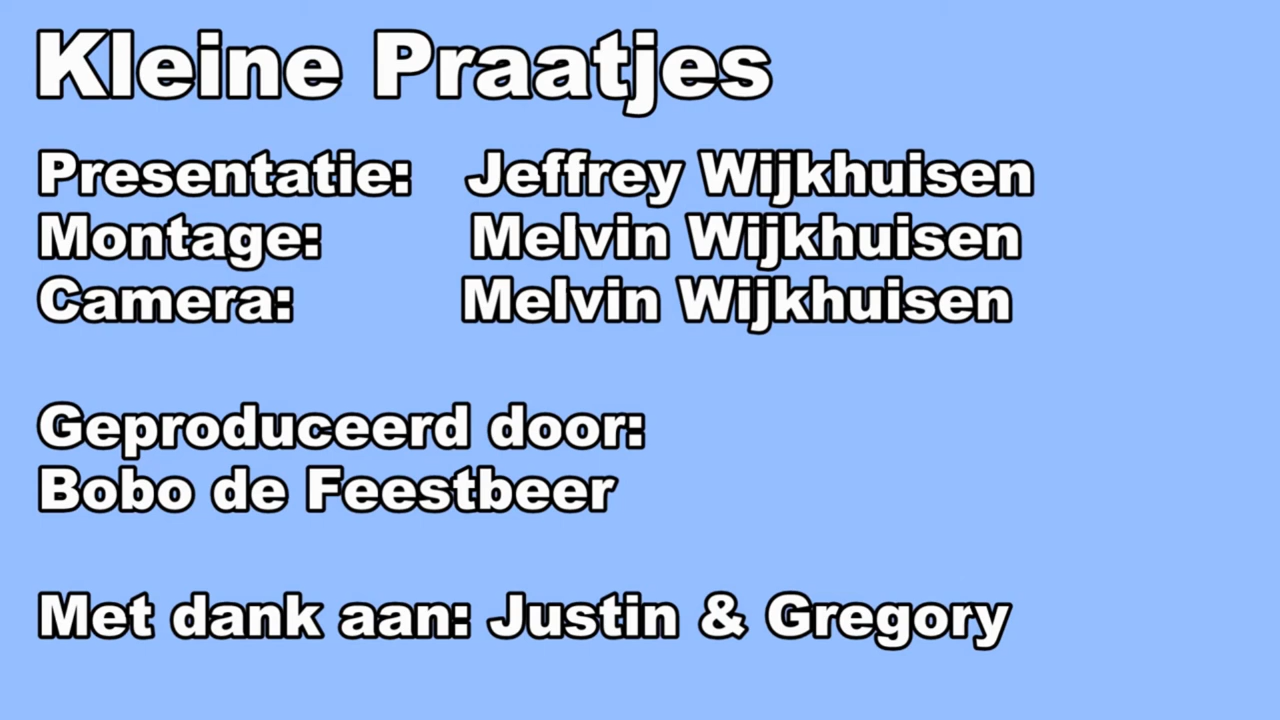 Kleine Praatjes
Presentatie: Jeffrey Wijkhuisen
Montage: Melvin Wijkhuisen
Camera: Melvin Wijkhuisen
Geproduceerd door:
Bobo de Feestbeer
Met dank aan: Justin & Gregory